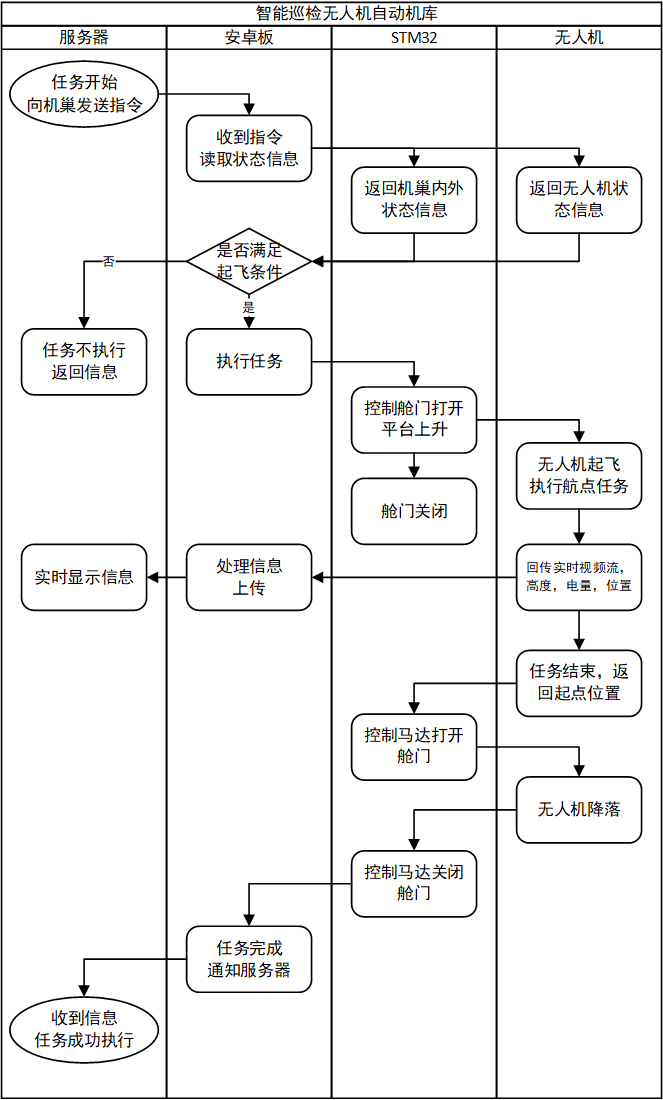 智能巡检无人机自动机库
服务器
安卓板
STM32
无人机
任务开始
向机巢发送指令
收到指令
读取状态信息
返回机巢内外
状态信息
返回无人机状
态信息
是否满足
起飞条件
否
是
任务不执行
返回信息
执行任务
控制舱门打开
平台上升
无人机起飞
执行航点任务
舱门关闭
实时显示信息
处理信息
上传
回传实时视频流，
高度，电量，位置
任务结束，返
回起点位置
控制马达打开
舱门
无人机降落
控制马达关闭
舱门
任务完成
通知服务器
收到信息
任务成功执行